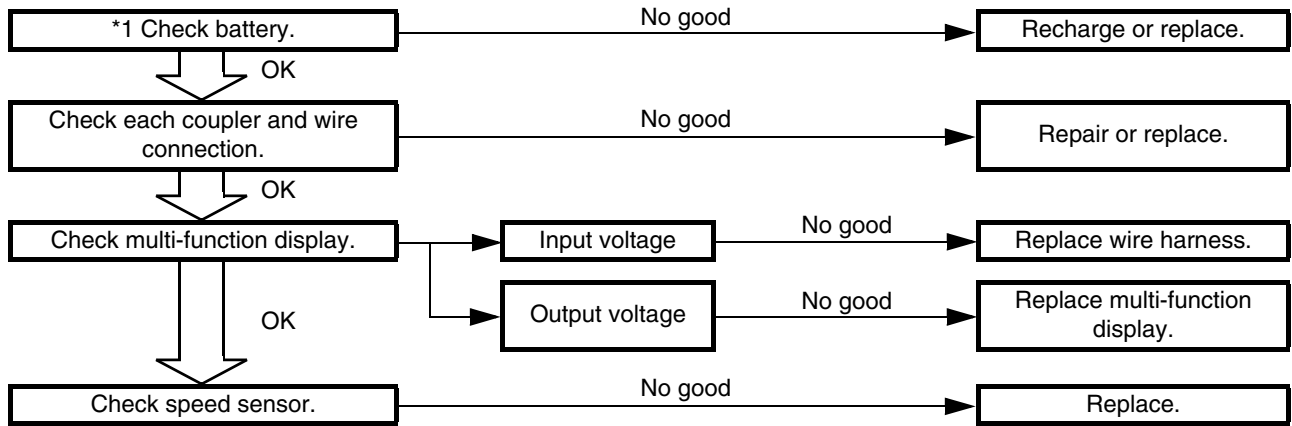 *1 Check battery.
No good
Recharge or replace.
OK
Check each coupler and wire
connection.
No good
Repair or replace.
OK
Check multi-function display.
Input voltage
No good
Replace wire harness.
Output voltage
No good
Replace multi-function
display.
OK
Check speed sensor.
No good
Replace.